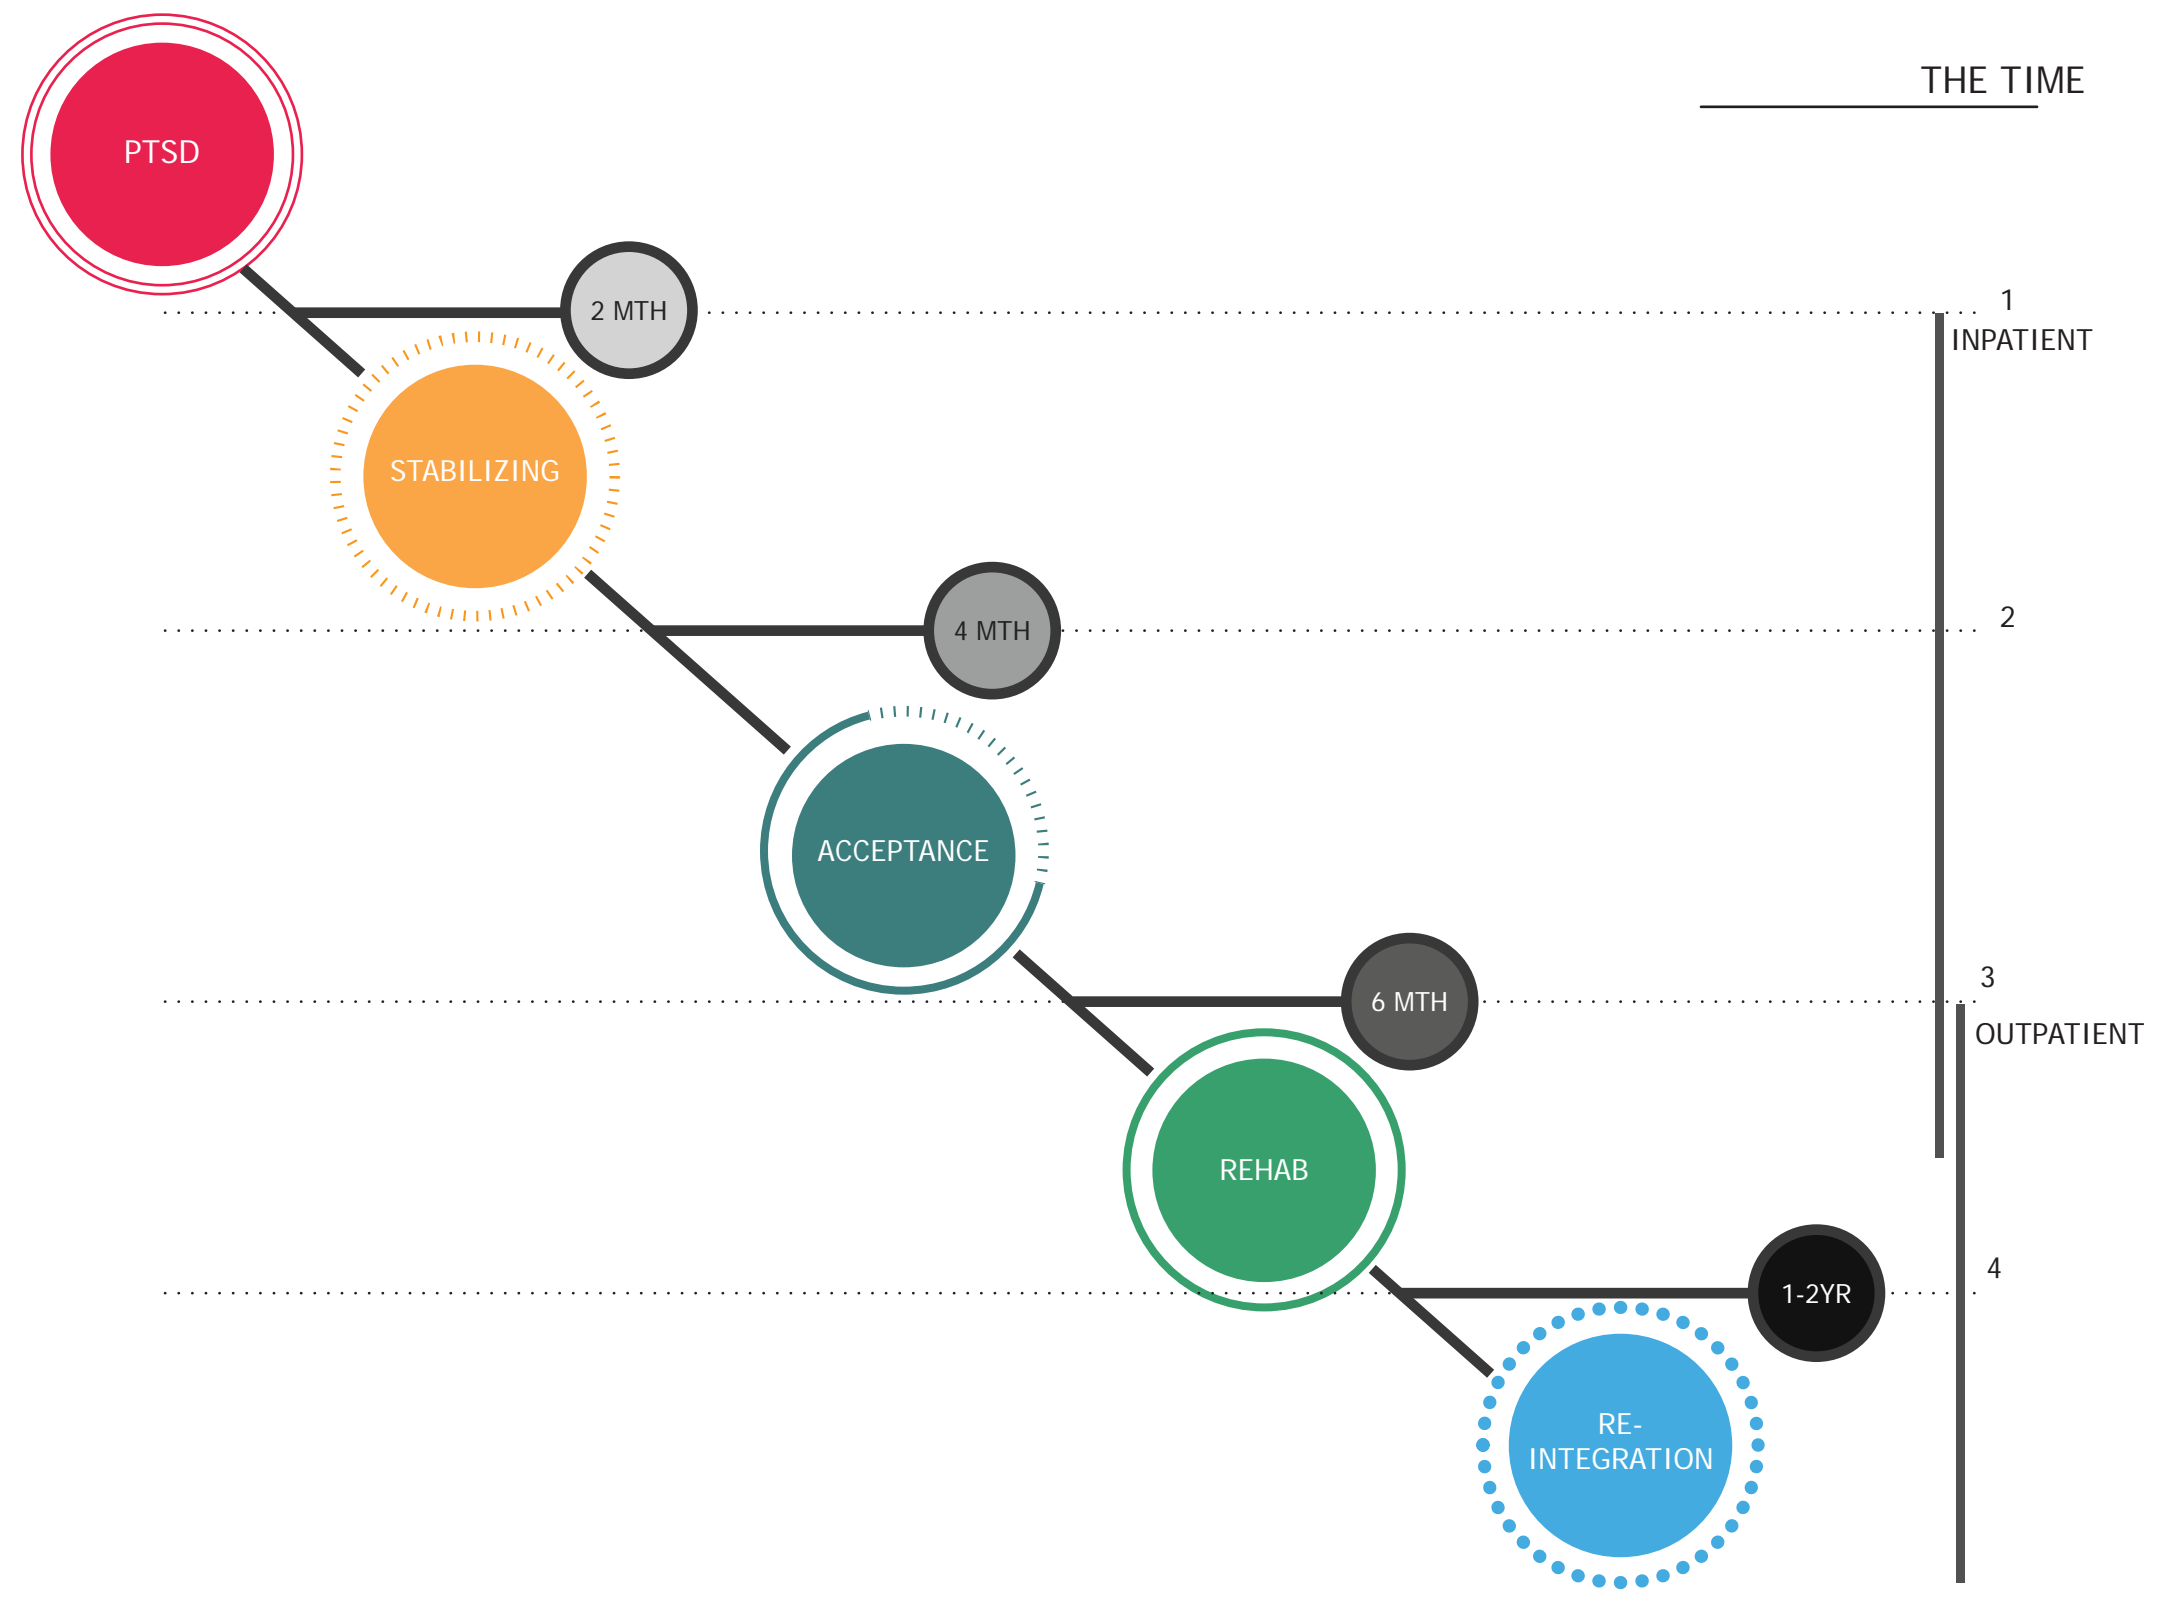 THE TIME
PTSD
1
2 MTH
INPATIENT
STABILIZING
2
4 MTH
ACCEPTANCE
3
6 MTH
OUTPATIENT
REHAB
4
1-2YR
RE-
INTEGRATION